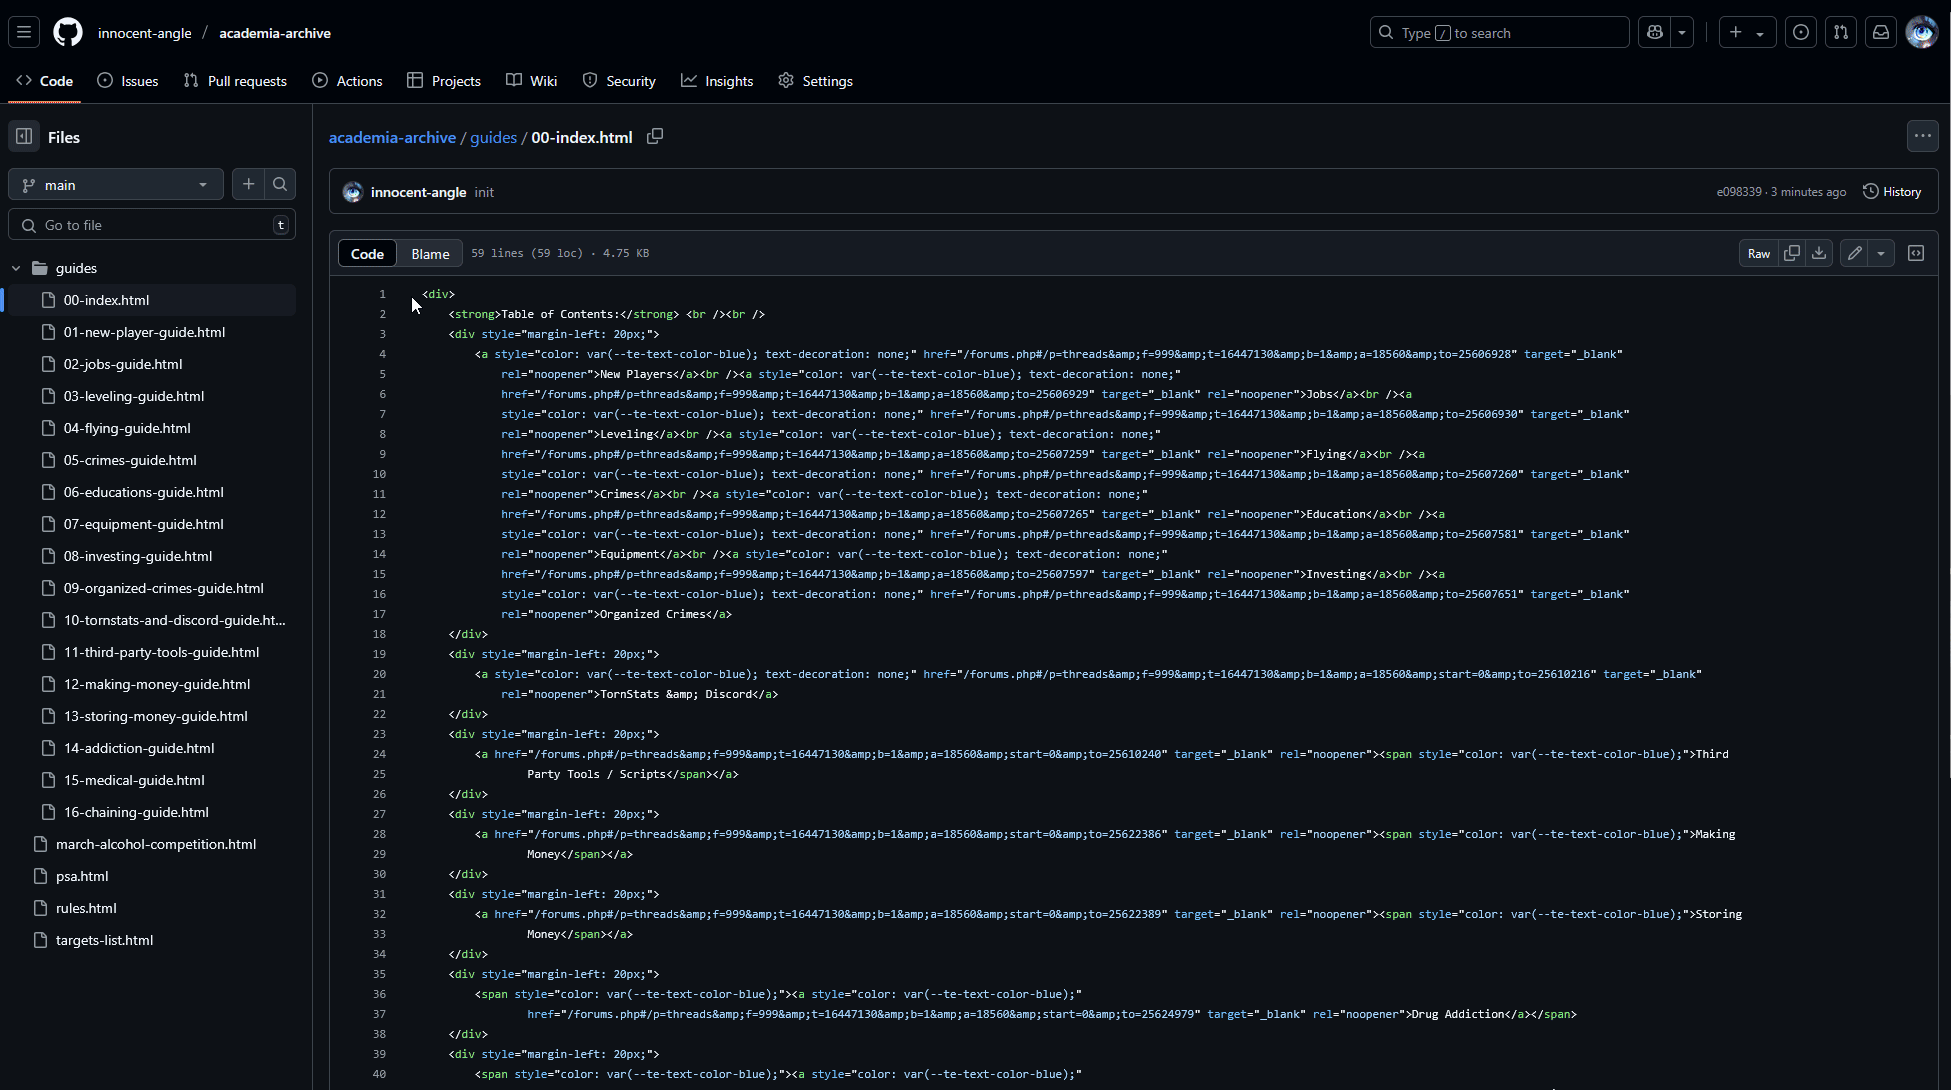 innocent-angle / academia-archive
Type / to search
Code
Issues
Pull requests
Actions
Projects
Wiki
Security
Insights
Settings
Files
main
Go to file
t
guides
00-index.html
01-new-player-guide.html
02-jobs-guide.html
03-leveling-guide.html
04-flying-guide.html
05-crimes-guide.html
06-educations-guide.html
07-equipment-guide.html
08-investing-guide.html
09-organized-crimes-guide.html
10-tornstats-and-discord-guide.ht...
11-third-party-tools-guide.html
12-making-money-guide.html
13-storing-money-guide.html
14-addiction-guide.html
15-medical-guide.html
16-chaining-guide.html
march-alcohol-competition.html
psa.html
rules.html
targets-list.html
academia-archive / guides / 00-index.html
innocent-angle init
e098339 · 3 minutes ago
History
Code
Blame
59 lines (59 loc) · 4.75 KB
Raw
1 <div>
2 <strong>Table of Contents:</strong> <br /><br />
3 <div style="margin-left: 20px;">
4 <a style="color: var(--te-text-color-blue); text-decoration: none;" href="/forums.php#/p=threads&amp;f=999&amp;t=16447130&amp;b=1&amp;a=18560&amp;to=25606928" target="_blank"
5 rel="noopener">New Players</a><br /><a style="color: var(--te-text-color-blue); text-decoration: none;"
6 href="/forums.php#/p=threads&amp;f=999&amp;t=16447130&amp;b=1&amp;a=18560&amp;to=25606929" target="_blank" rel="noopener">Jobs</a><br /><a
7 style="color: var(--te-text-color-blue); text-decoration: none;" href="/forums.php#/p=threads&amp;f=999&amp;t=16447130&amp;b=1&amp;a=18560&amp;to=25606930" target="_blank"
8 rel="noopener">Leveling</a><br /><a style="color: var(--te-text-color-blue); text-decoration: none;"
9 href="/forums.php#/p=threads&amp;f=999&amp;t=16447130&amp;b=1&amp;a=18560&amp;to=25607259" target="_blank" rel="noopener">Flying</a><br /><a
10 style="color: var(--te-text-color-blue); text-decoration: none;" href="/forums.php#/p=threads&amp;f=999&amp;t=16447130&amp;b=1&amp;a=18560&amp;to=25607260" target="_blank"
11 rel="noopener">Crimes</a><br /><a style="color: var(--te-text-color-blue); text-decoration: none;"
12 href="/forums.php#/p=threads&amp;f=999&amp;t=16447130&amp;b=1&amp;a=18560&amp;to=25607265" target="_blank" rel="noopener">Education</a><br /><a
13 style="color: var(--te-text-color-blue); text-decoration: none;" href="/forums.php#/p=threads&amp;f=999&amp;t=16447130&amp;b=1&amp;a=18560&amp;to=25607581" target="_blank"
14 rel="noopener">Equipment</a><br /><a style="color: var(--te-text-color-blue); text-decoration: none;"
15 href="/forums.php#/p=threads&amp;f=999&amp;t=16447130&amp;b=1&amp;a=18560&amp;to=25607597" target="_blank" rel="noopener">Investing</a><br /><a
16 style="color: var(--te-text-color-blue); text-decoration: none;" href="/forums.php#/p=threads&amp;f=999&amp;t=16447130&amp;b=1&amp;a=18560&amp;to=25607651" target="_blank"
17 rel="noopener">Organized Crimes</a>
18 </div>
19 <div style="margin-left: 20px;">
20 <a style="color: var(--te-text-color-blue); text-decoration: none;" href="/forums.php#/p=threads&amp;f=999&amp;t=16447130&amp;b=1&amp;a=18560&amp;start=0&amp;to=25610216" target="_blank"
21 rel="noopener">TornStats &amp; Discord</a>
22 </div>
23 <div style="margin-left: 20px;">
24 <a href="/forums.php#/p=threads&amp;f=999&amp;t=16447130&amp;b=1&amp;a=18560&amp;start=0&amp;to=25610240" target="_blank" rel="noopener"><span style="color: var(--te-text-color-blue);">Third
25 Party Tools / Scripts</span></a>
26 </div>
27 <div style="margin-left: 20px;">
28 <a href="/forums.php#/p=threads&amp;f=999&amp;t=16447130&amp;b=1&amp;a=18560&amp;start=0&amp;to=25622386" target="_blank" rel="noopener"><span style="color: var(--te-text-color-blue);">Making
29 Money</span></a>
30 </div>
31 <div style="margin-left: 20px;">
32 <a href="/forums.php#/p=threads&amp;f=999&amp;t=16447130&amp;b=1&amp;a=18560&amp;start=0&amp;to=25622389" target="_blank" rel="noopener"><span style="color: var(--te-text-color-blue);">Storing
33 Money</span></a>
34 </div>
35 <div style="margin-left: 20px;">
36 <span style="color: var(--te-text-color-blue);"><a style="color: var(--te-text-color-blue);"
37 href="/forums.php#/p=threads&amp;f=999&amp;t=16447130&amp;b=1&amp;a=18560&amp;start=0&amp;to=25624979" target="_blank" rel="noopener">Drug Addiction</a></span>
38 </div>
39 <div style="margin-left: 20px;">
40 <span style="color: var(--te-text-color-blue);"><a style="color: var(--te-text-color-blue);"